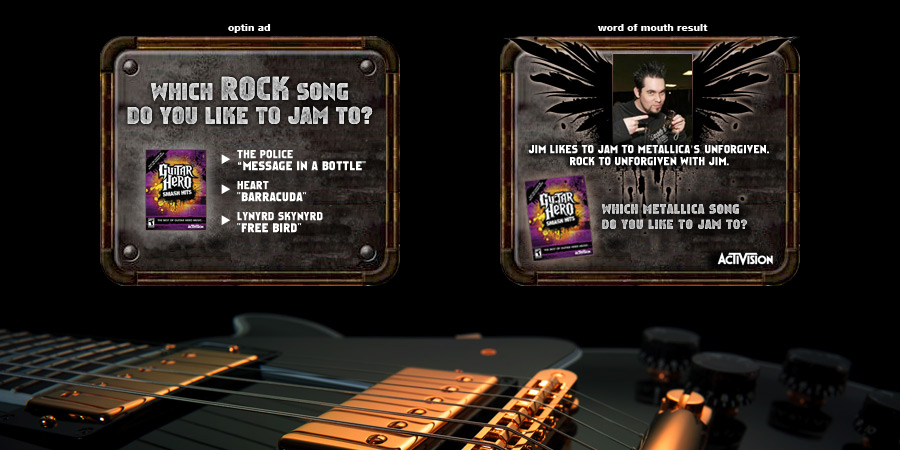 optin ad
WHICH ROCK SONG
DO YOU LIKE TO JAM TO?
GUITAR
HERO
SMASH HITS
THE POLICE
"MESSAGE IN A BOTTLE"
HEART
"BARRACUDA"
LYNYRD SKYNYRD
"FREE BIRD"
word of mouth result
JIM LIKES TO JAM TO METALLICA'S UNFORGIVEN.
ROCK TO UNFORGIVEN WITH JIM.
GUITAR
HERO
SMASH HITS
WHICH METALLICA SONG
DO YOU LIKE TO JAM TO?
ACTIVISION